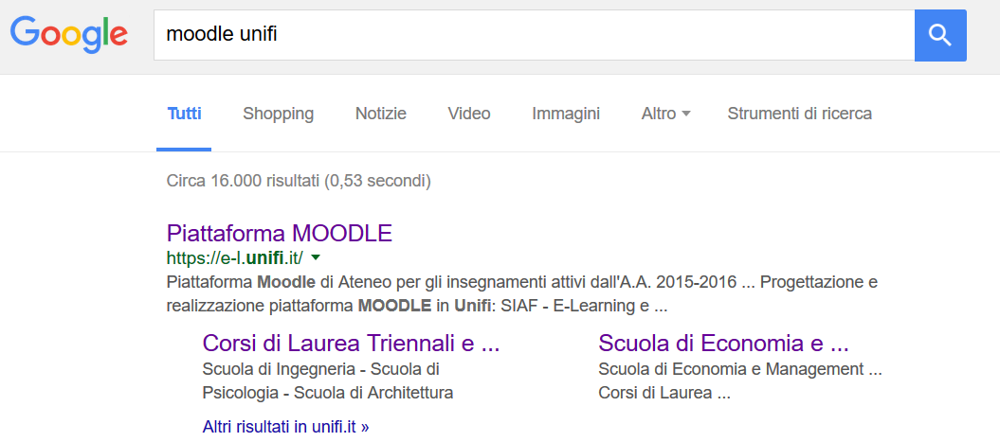 Google
moodle unifi
Tutti Shopping Notizie Video Immagini Altro Strumenti di ricerca
Circa 16.000 risultati (0,53 secondi)
Piattaforma MOODLE
https://e-l.unifi.it/
Piattaforma Moodle di Ateneo per gli insegnamenti attivi dall'A.A. 2015-2016 ... Progettazione e
realizzazione piattaforma MOODLE in Unifi: SIAF - E-Learning e ...
Corsi di Laurea Triennali e ...
Scuola di Ingegneria - Scuola di
Psicologia - Scuola di Architettura
Scuola di Economia e ...
Scuola di Economia e Management ...
Corsi di Laurea ...
Altri risultati in unifi.it »